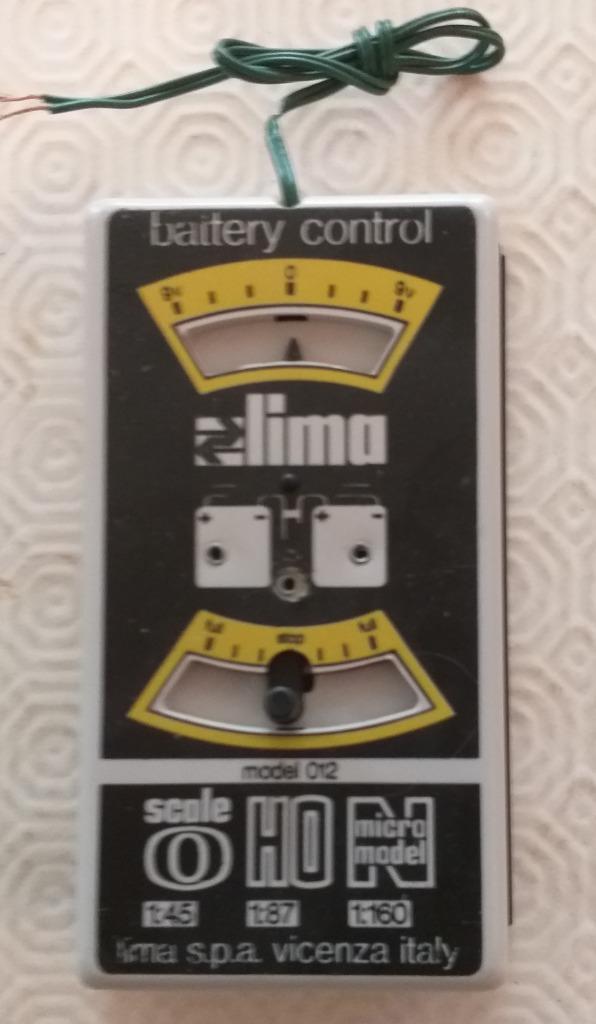 battery control
9v 0 9v
lima
+ - + -
full stop full
model 012
scale O HO N micro model
1:45 1:87 1:160
lima s.p.a. vicenza italy